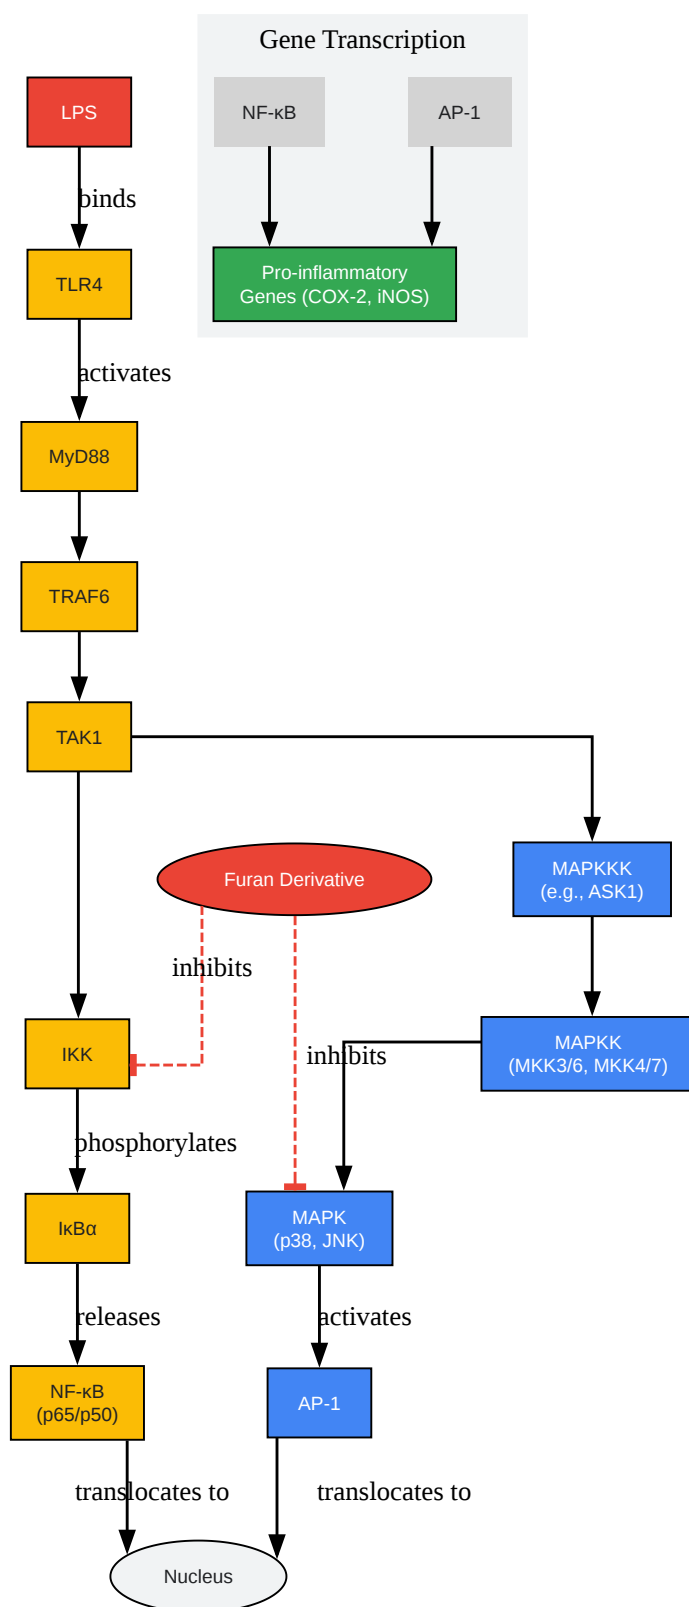 Gene Transcription
LPS
NF-κB
AP-1
binds
TLR4
Pro-inflammatory
Genes (COX-2, iNOS)
activates
MyD88
TRAF6
TAK1
Furan Derivative
MAPKKK
(e.g., ASK1)
inhibits
IKK
inhibits
MAPKK
(MKK3/6, MKK4/7)
phosphorylates
IκBα
MAPK
(p38, JNK)
releases
activates
NF-κB
(p65/p50)
AP-1
translocates to
translocates to
Nucleus